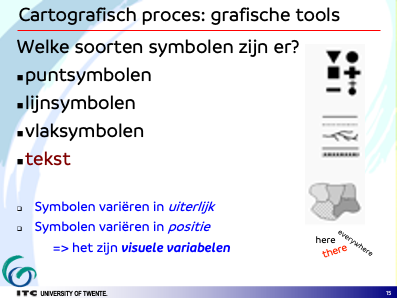 Cartografisch proces: grafische tools
Welke soorten symbolen zijn er?
puntsymbolen
lijnsymbolen
vlaksymbolen
tekst
Symbolen variëren in uiterlijk
Symbolen variëren in positie
=> het zijn visuele variabelen
here
there
everywhere
ITC UNIVERSITY OF TWENTE.
15